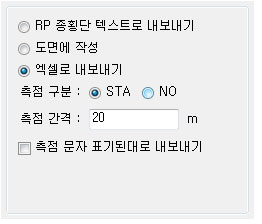 RP 종횡단 텍스트로 내보내기
도면에 작성
엑셀로 내보내기
측점 구분 : STA NO
측점 간격 : 20 m
측점 문자 표기된대로 내보내기